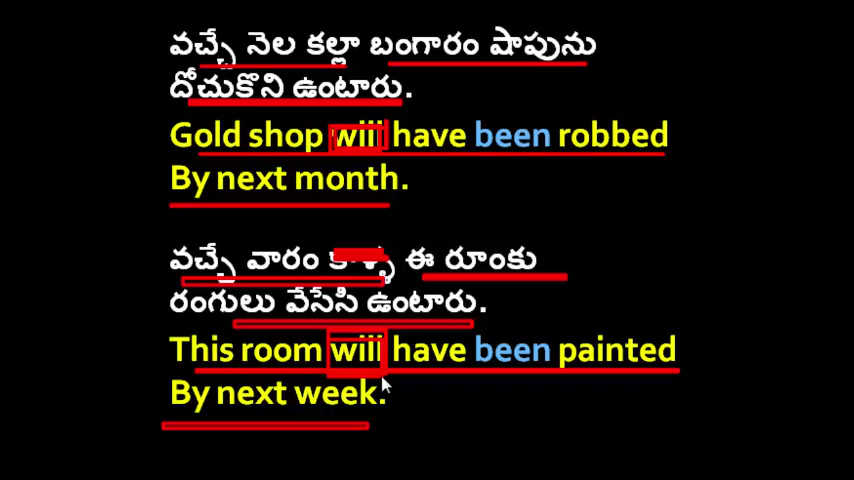 వచ్చే నెల కల్లా బంగారం షాపును
దోచుకొని ఉంటారు.
Gold shop will have been robbed
By next month.
వచ్చే వారం ఈ రూంకు
రంగులు వేసేసి ఉంటారు.
This room will have been painted
By next week.